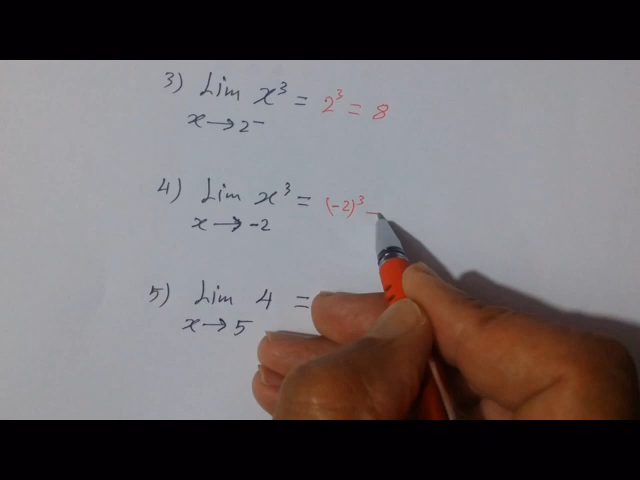 3) Lim x³ = 2³ = 8
x → 2⁻
4) Lim x³ = (-2)³
x → -2
5) Lim 4 =
x → 5